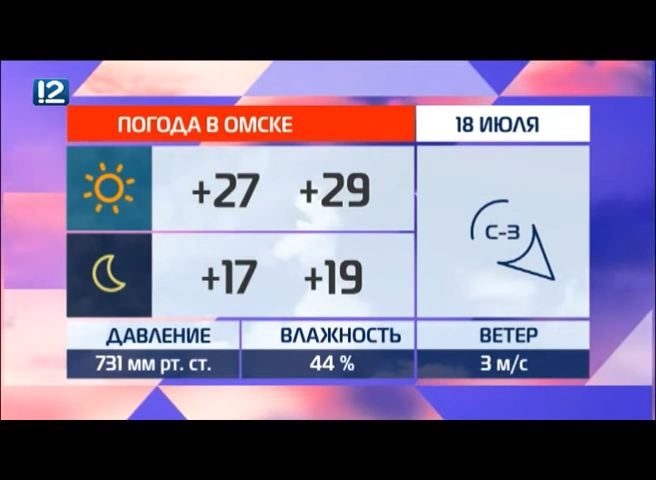 12
ПОГОДА В ОМСКЕ
18 ИЮЛЯ
+27 +29
С-З
+17 +19
ДАВЛЕНИЕ ВЛАЖНОСТЬ ВЕТЕР
731 мм рт. ст. 44 % 3 м/с